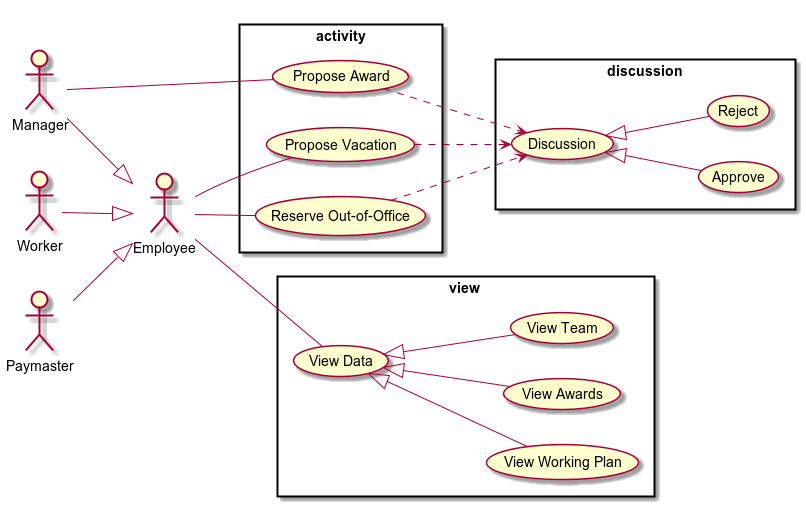 activity
discussion
Propose Award
Manager
Reject
Propose Vacation
Discussion
Approve
Reserve Out-of-Office
Worker
Employee
view
View Team
View Data
Paymaster
View Awards
View Working Plan